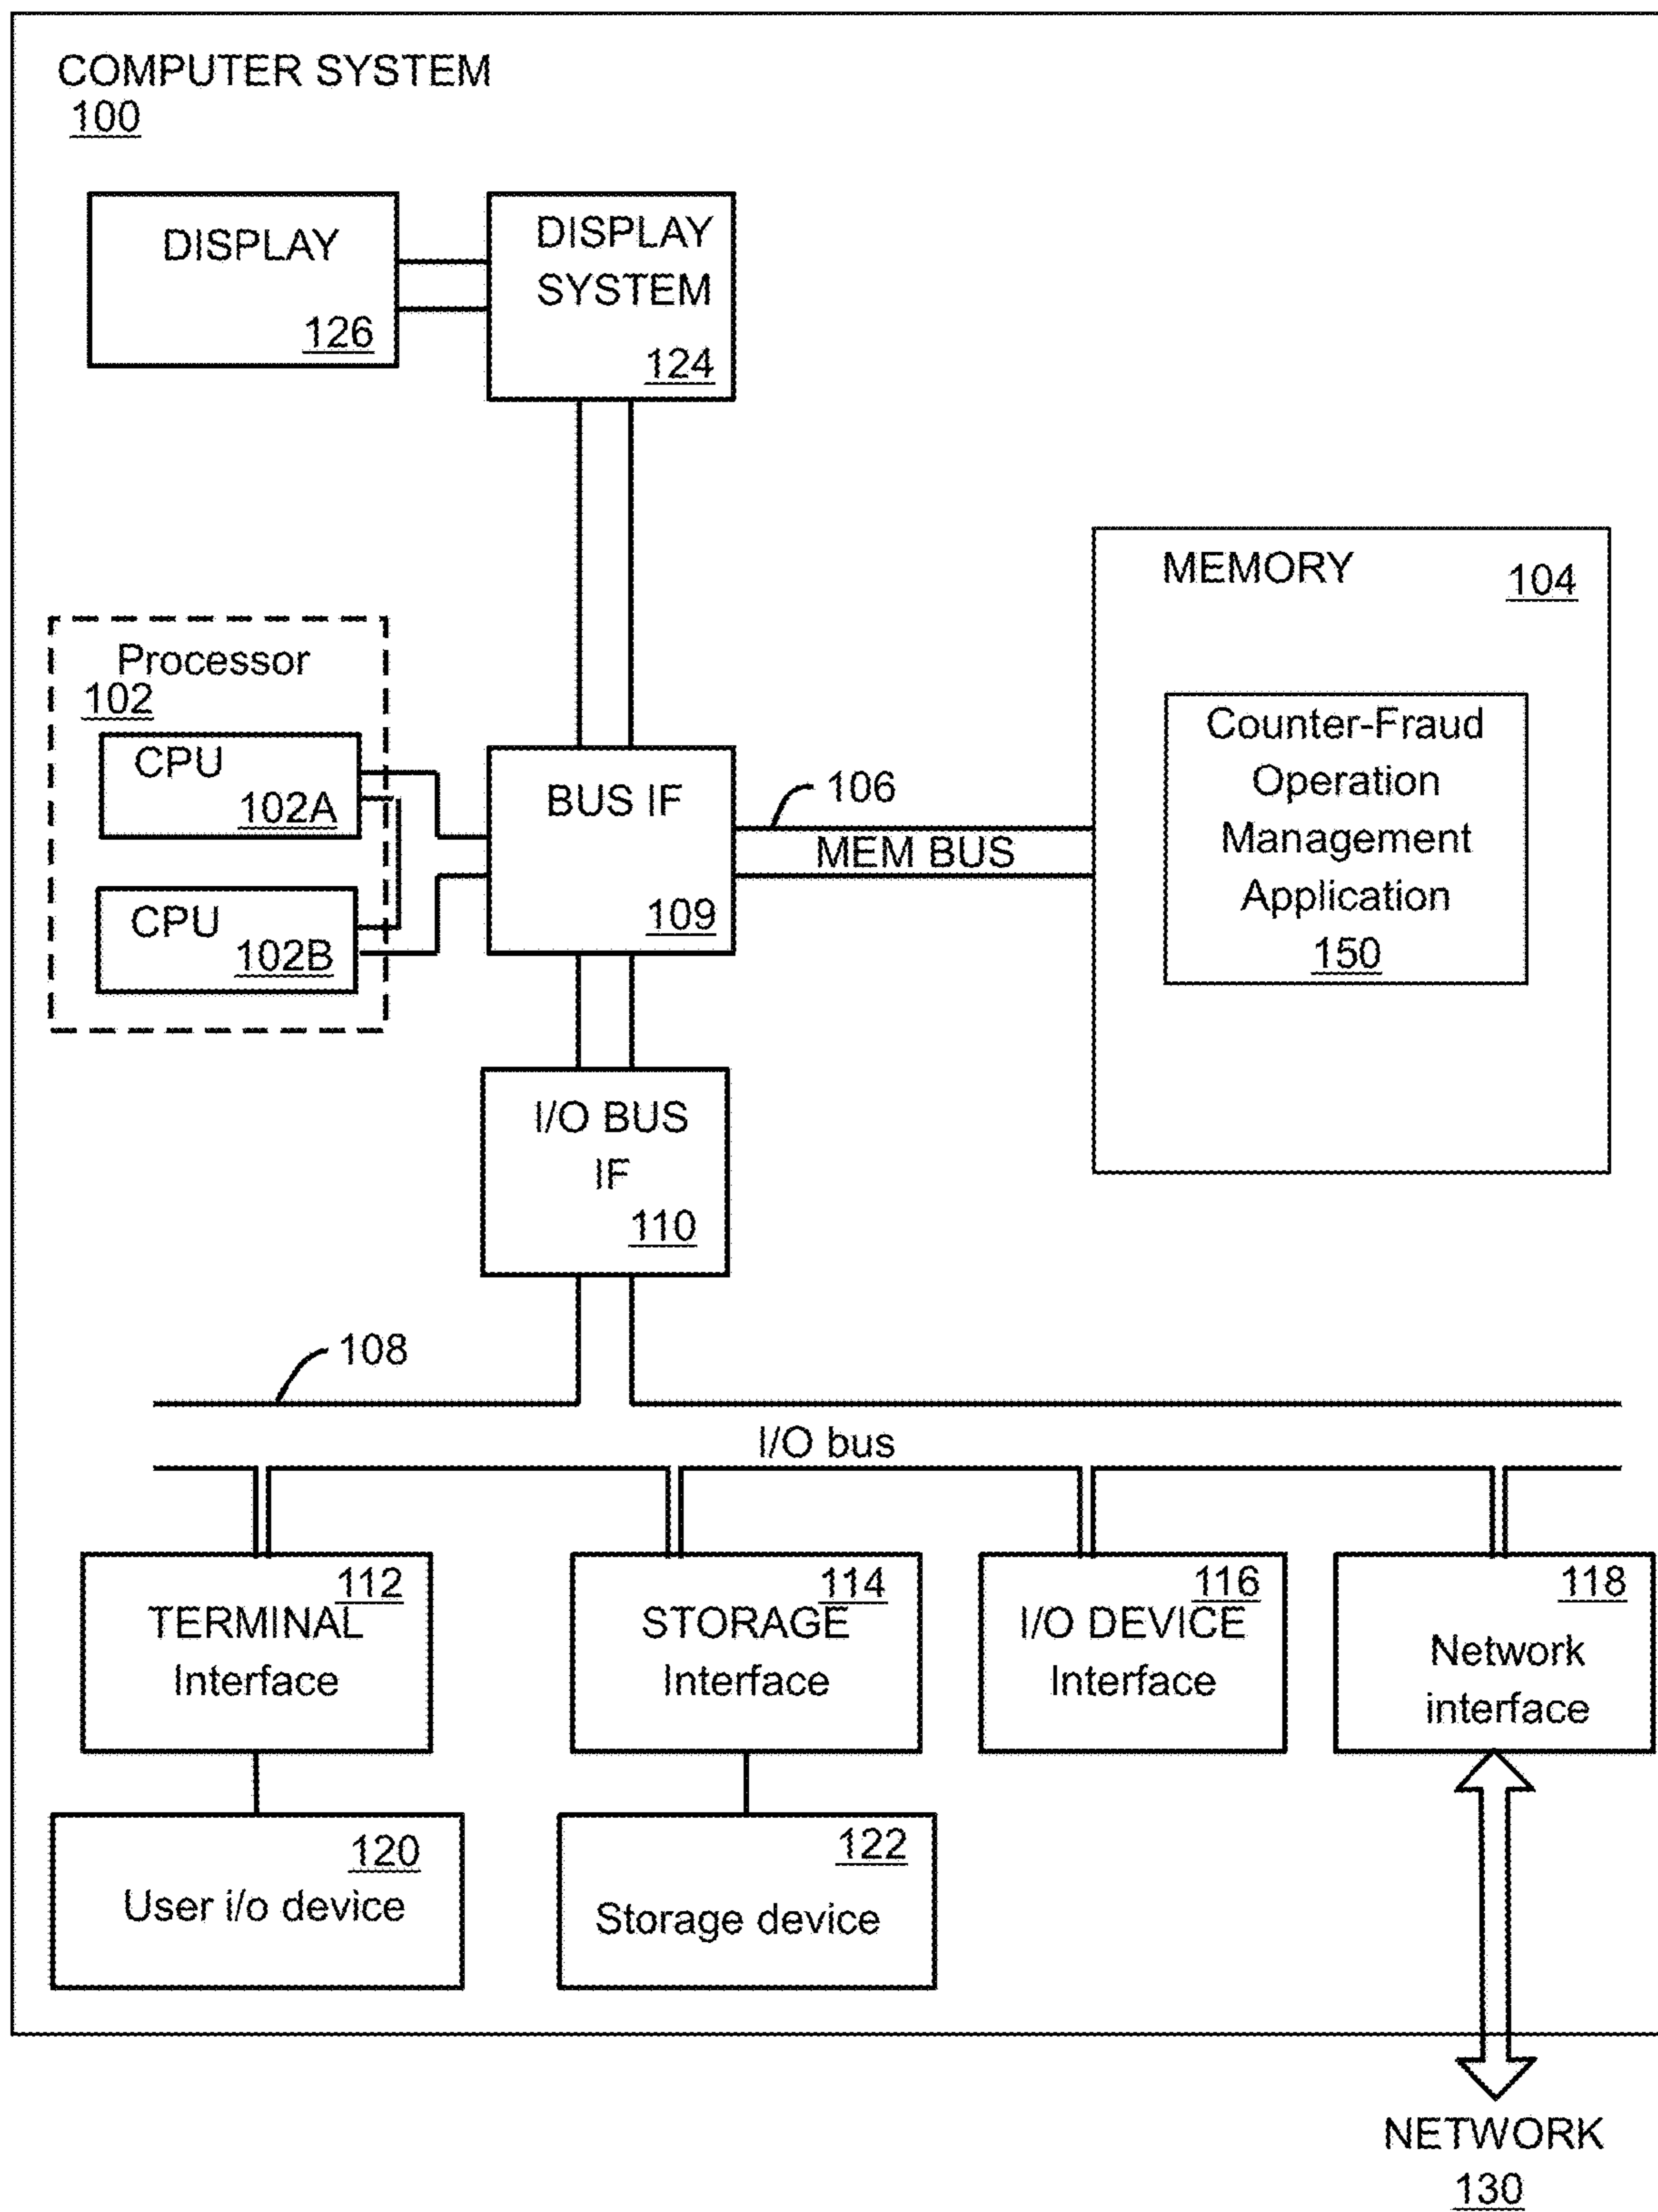 COMPUTER SYSTEM
100
DISPLAY
126
DISPLAY
SYSTEM
124
MEMORY
104
Counter-Fraud
Operation
Management
Application
150
Processor
102
CPU
102A
CPU
102B
BUS IF
109
106
MEM BUS
I/O BUS
IF
110
108
I/O bus
112
TERMINAL
Interface
114
STORAGE
Interface
116
I/O DEVICE
Interface
118
Network
interface
120
User i/o device
122
Storage device
NETWORK
130